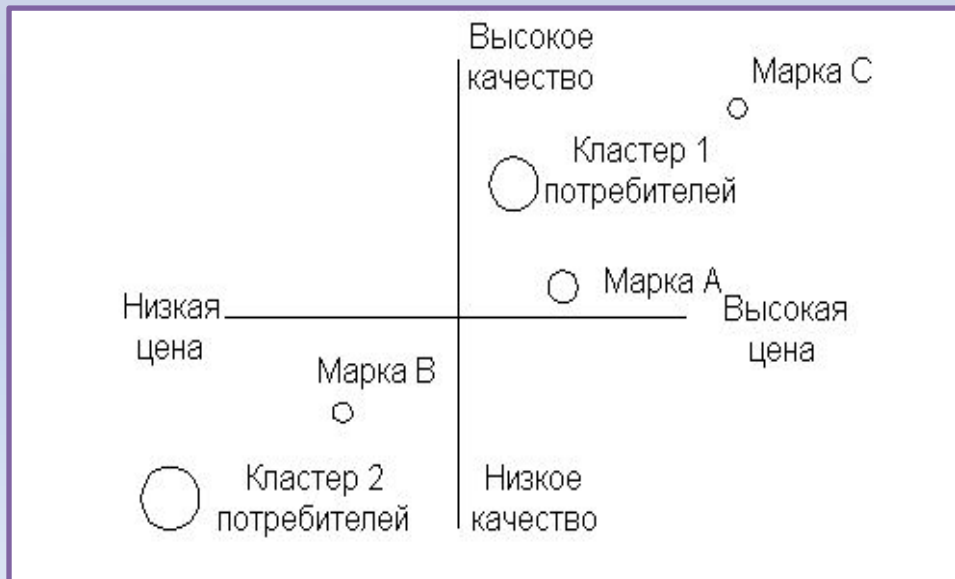 Высокое
качество
Марка С
Кластер 1
потребителей
Марка А
Низкая
цена
Высокая
цена
Марка В
Кластер 2
потребителей
Низкое
качество